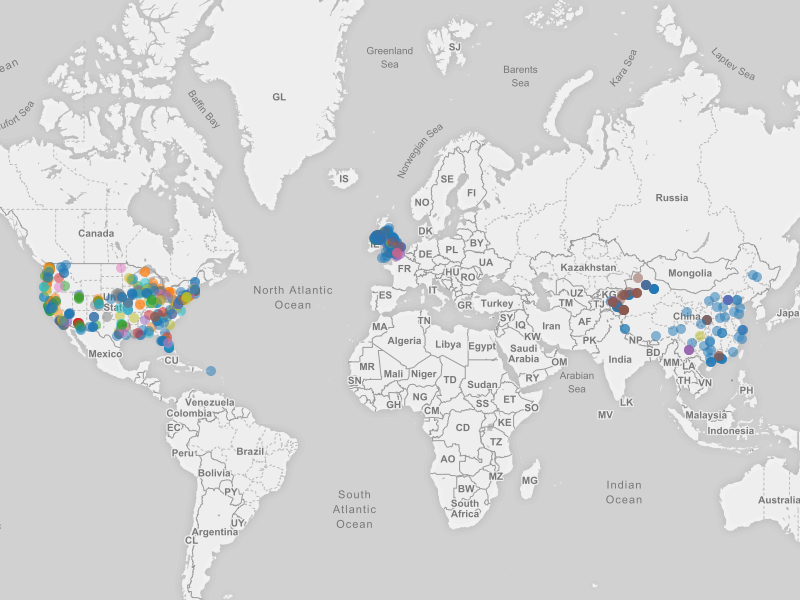 Greenland
Sea
SJ
Barents
Sea
Kara Sea
Laptev Sea
ean
ufort Sea
Baffin Bay
GL
Norwegian Sea
IS
SE
FI
NO
Russia
Canada
DK
BY
PL
DE
UA
FR
HU
RO
Kazakhstan
Mongolia
North Atlantic
Ocean
ES
IT
GR
Turkey
UZ
KG
TM
TJ
China
Japa
MA
TN
SY
IQ
Iran
AF
Mexico
Algeria
Libya
Egypt
KW
Saudi
Arabia
PK
NP
BD
India
CU
MR
Mali
Niger
TD
Sudan
OM
RY
Arabian
Sea
MM
LA
TH
VN
PH
SN
GH
NG
CM
SS
ET
SO
LK
MV
Venezuela
Colombia
EC
CD
KE
TZ
Malaysia
Indonesia
Peru
Brazil
Bolivia
AO
MZ
MG
PY
BW
South
Africa
South
Atlantic
Ocean
Indian
Ocean
Australia
UY
Argentina
CL